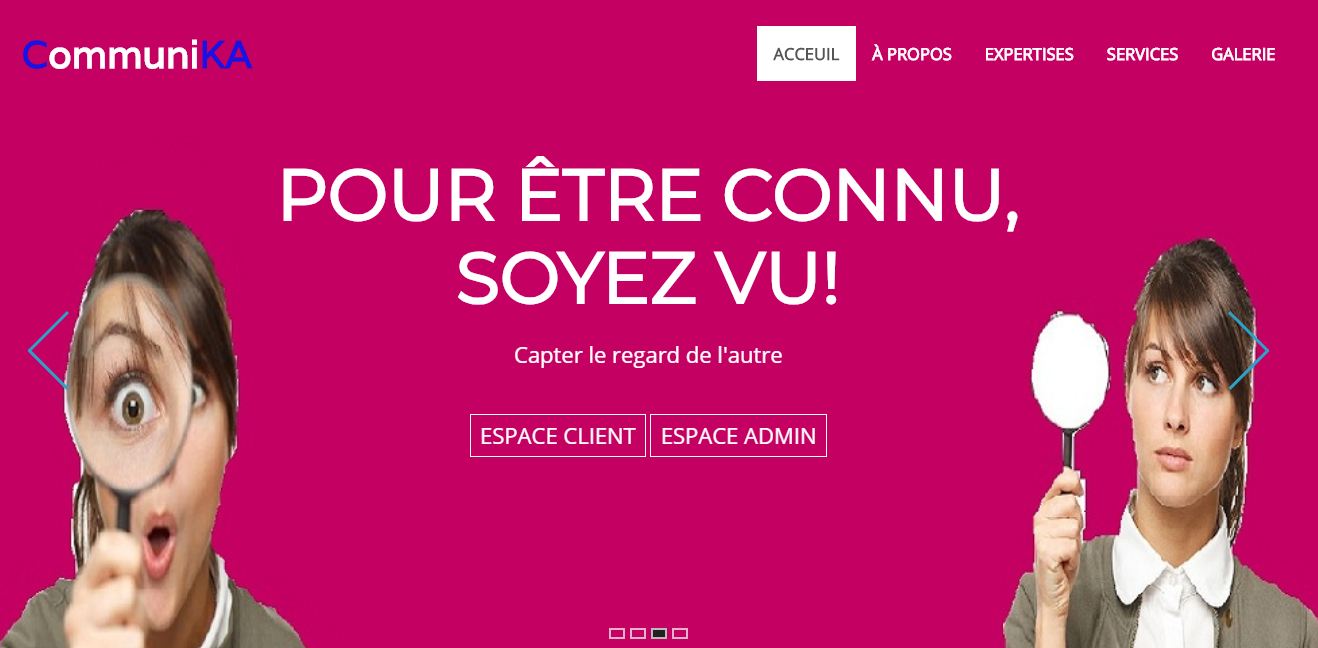 CommuniKA
ACCEUIL À PROPOS EXPERTISES SERVICES GALERIE
POUR ÊTRE CONNU,
SOYEZ VU!
Capter le regard de l'autre
ESPACE CLIENT ESPACE ADMIN